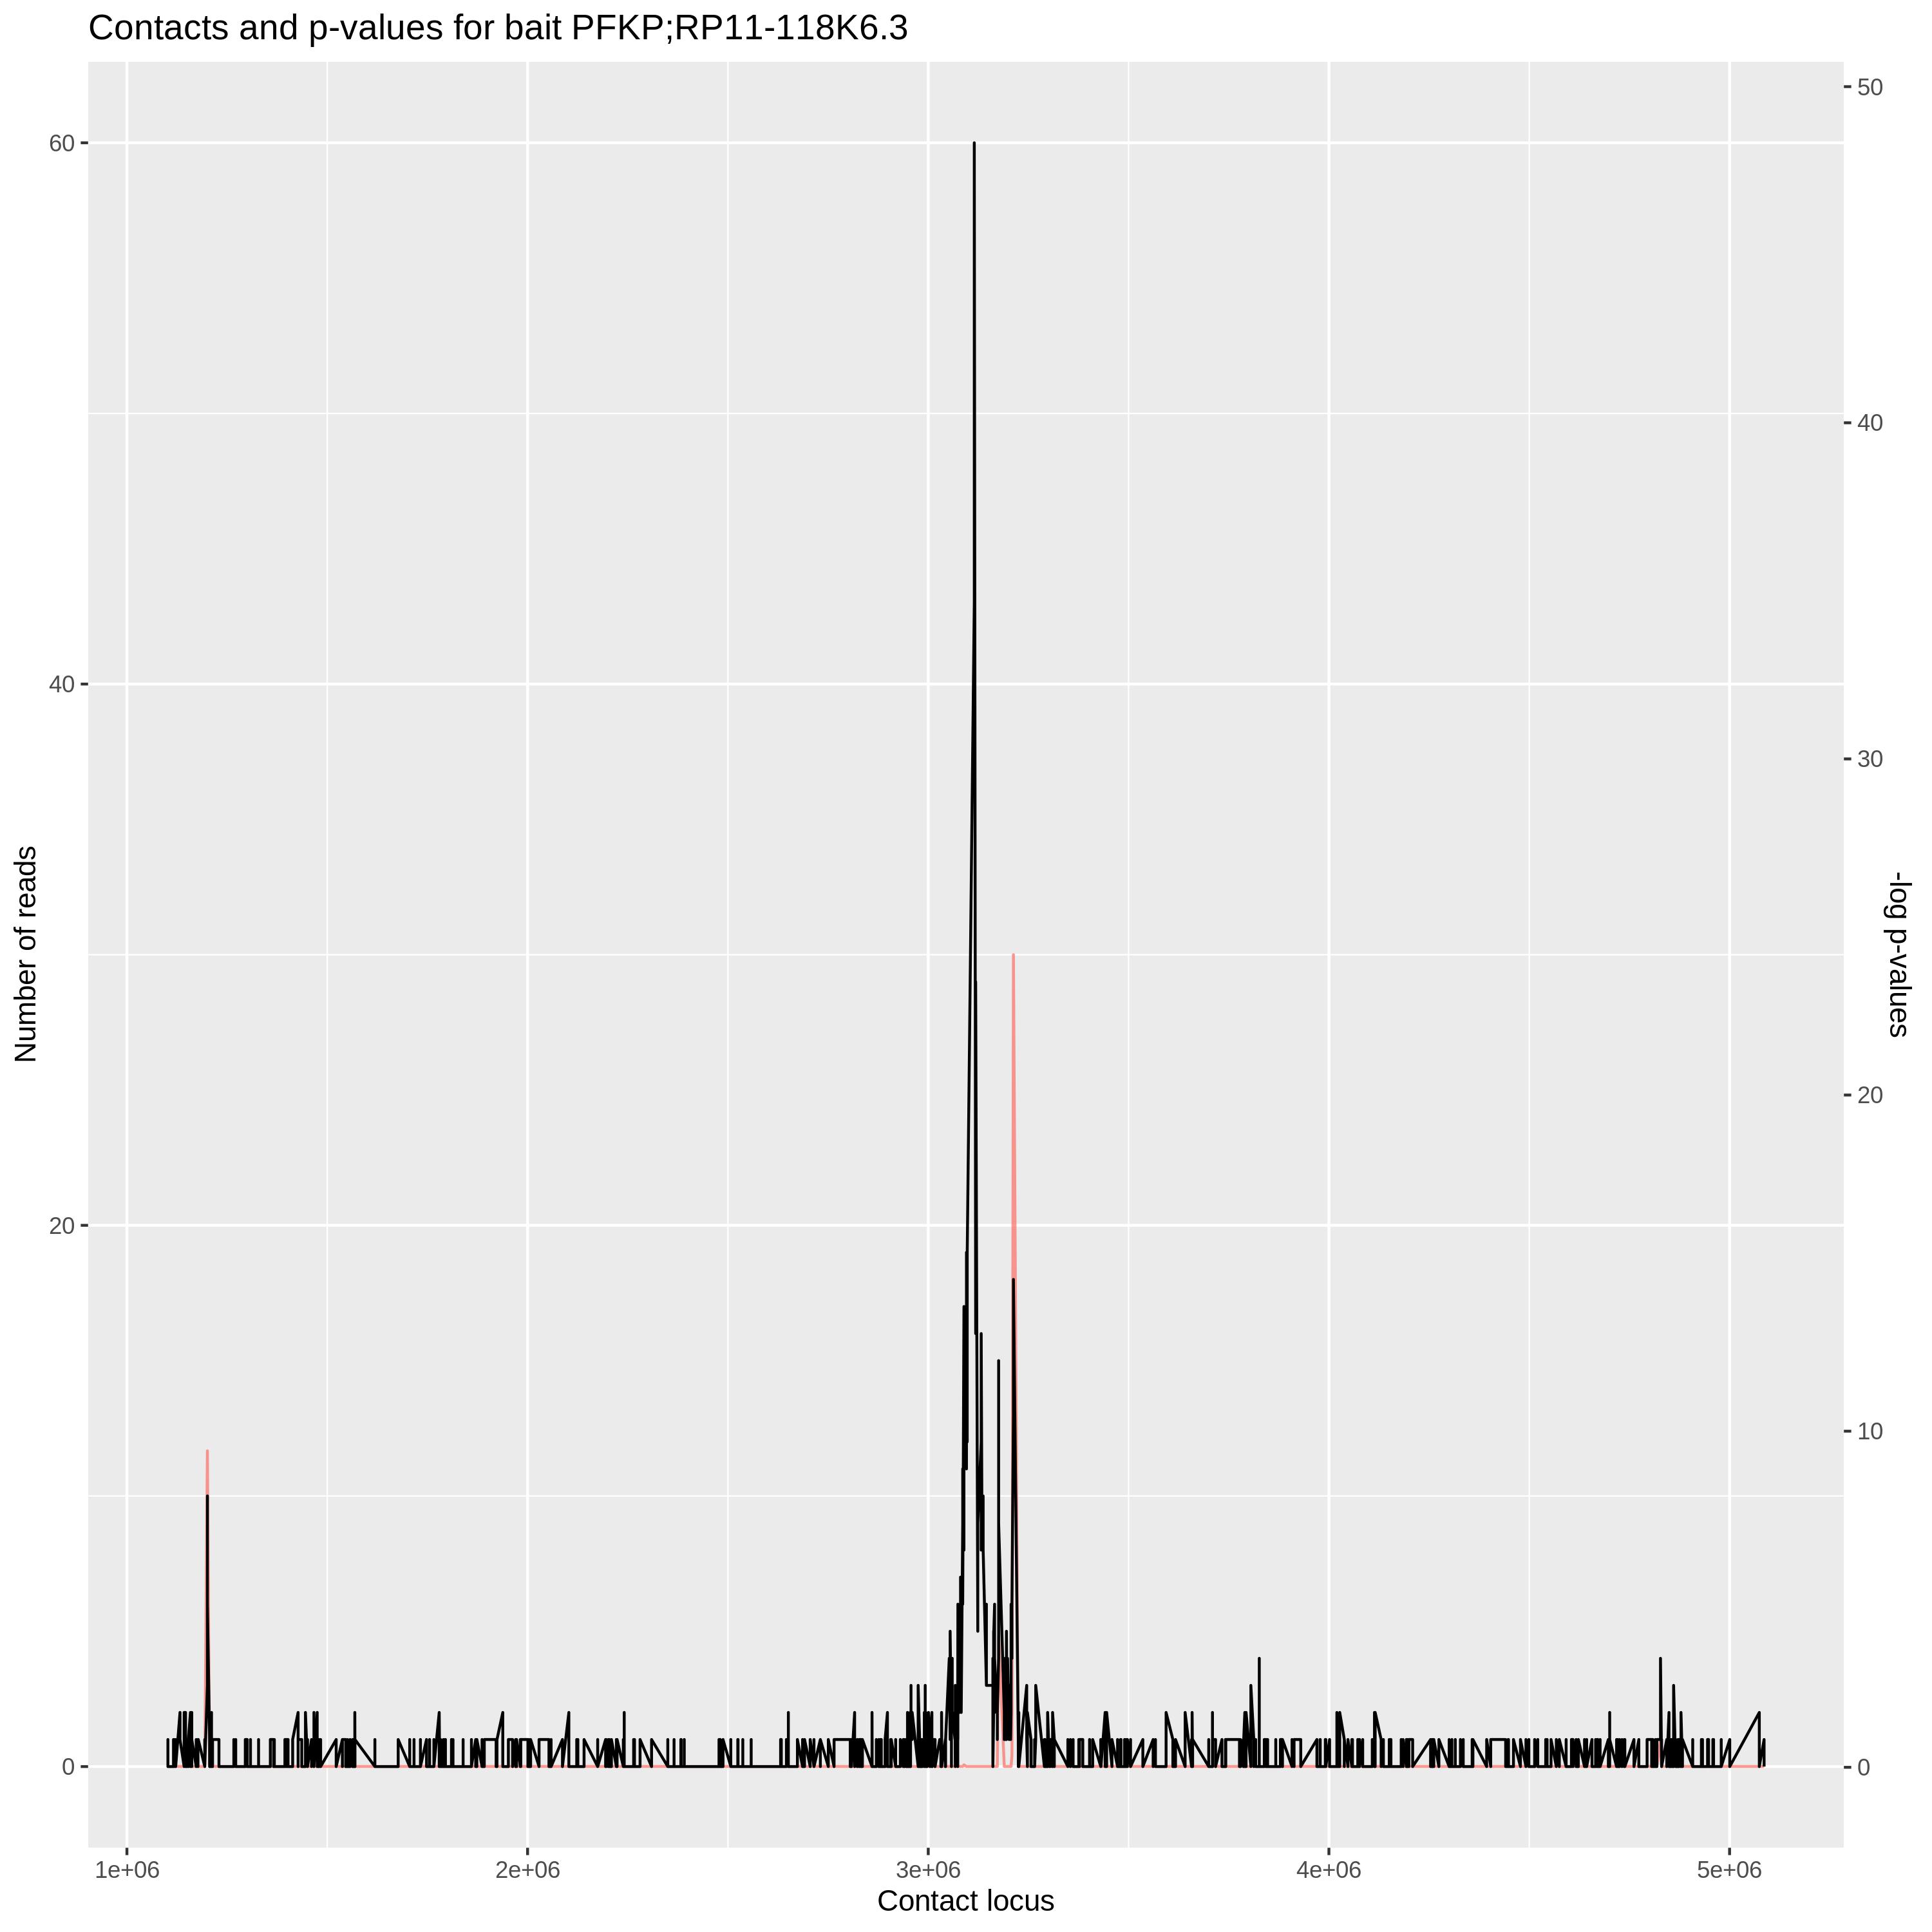 Contacts and p-values for bait PFKP;RP11-118K6.3
60
40
20
0
Number of reads
50
40
30
20
10
0
-log p-values
1e+06 2e+06 3e+06 4e+06 5e+06
Contact locus